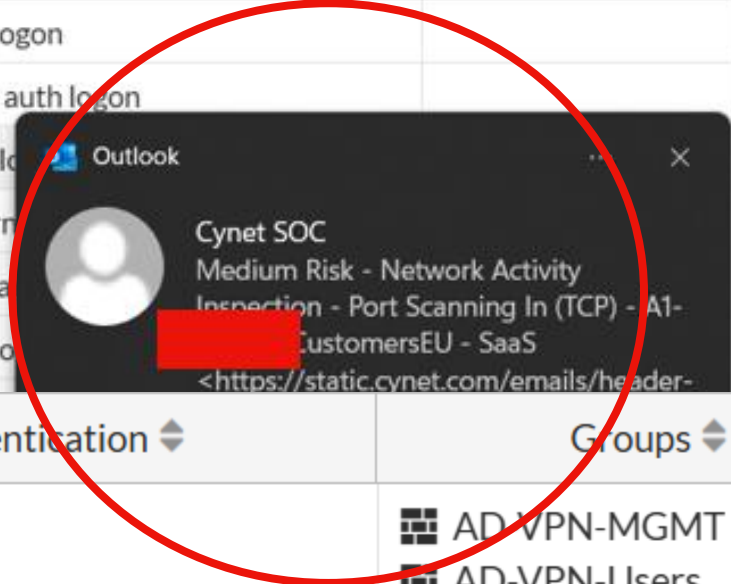 ogon
auth logon
Outlook
Cynet SOC
Medium Risk - Network Activity
Inspection - Port Scanning In (TCP) - A1-
CustomersEU - SaaS
<https://static.cynet.com/emails/header-
entication
Groups
AD-VPN-MGMT
AD-VPN-Users